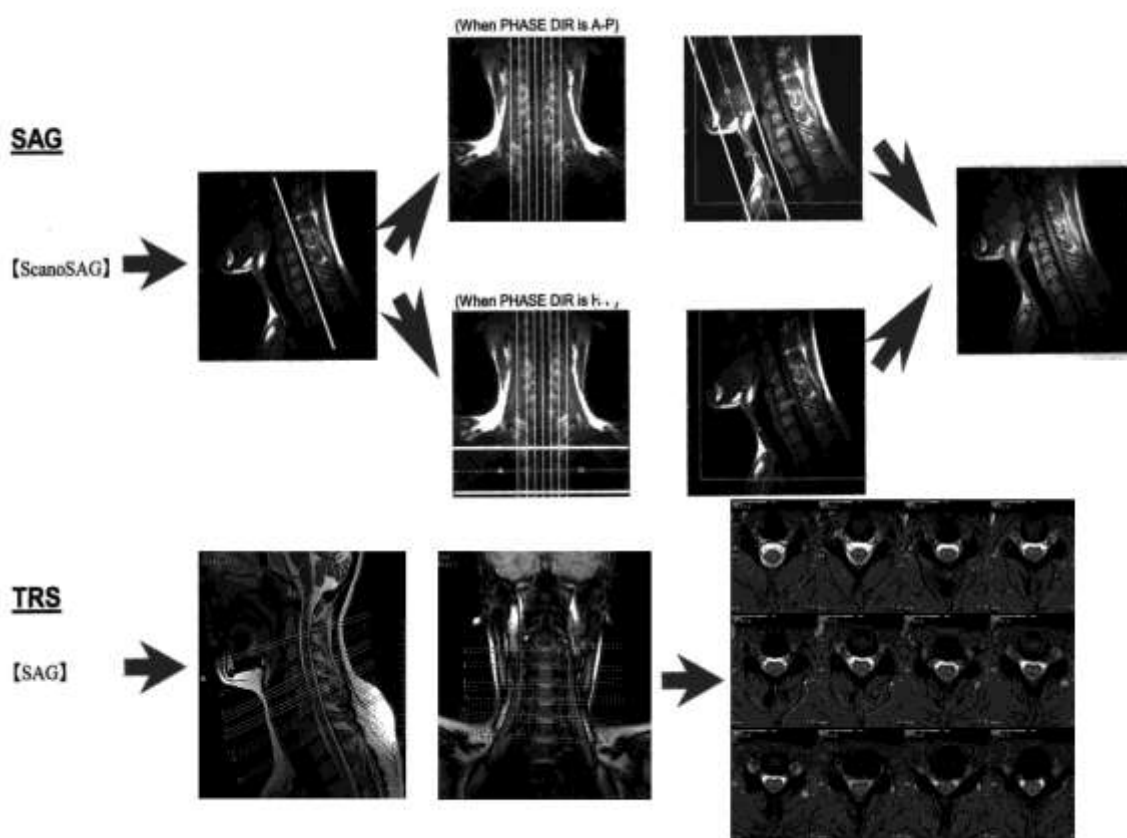 (When PHASE DIR is A-P)
SAG
【ScanoSAG】
(When PHASE DIR is
TRS
【SAG】